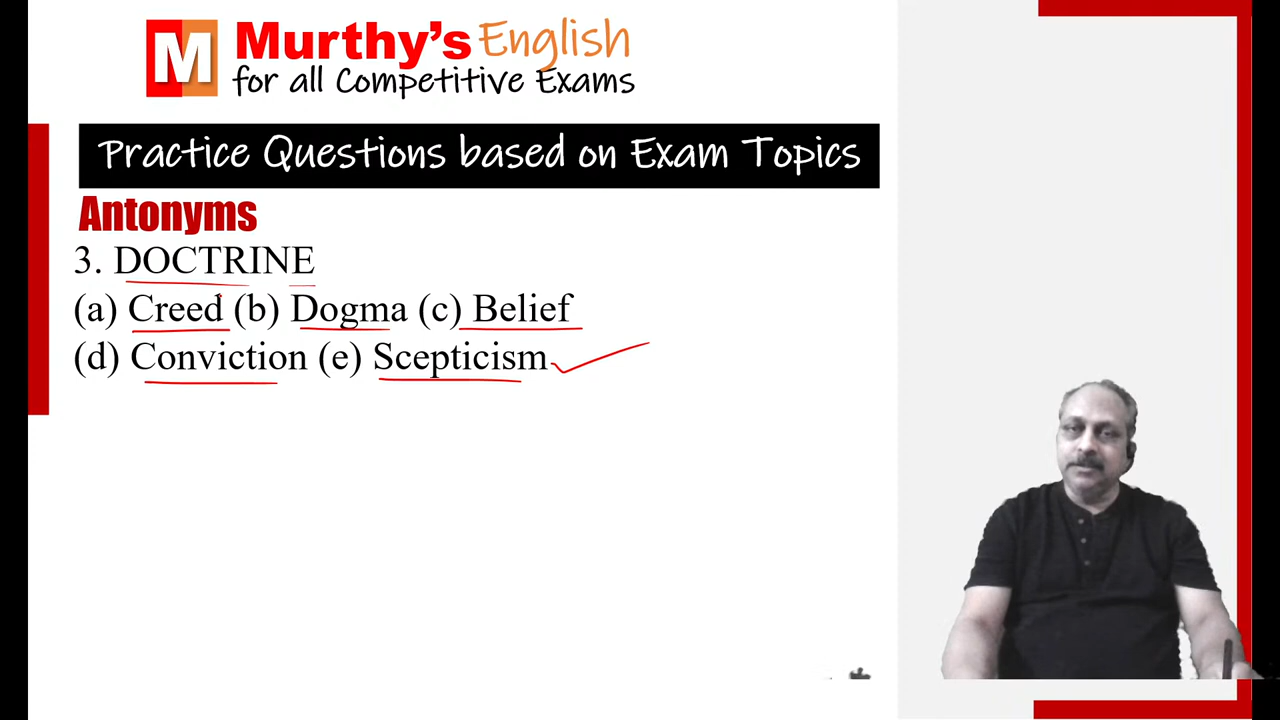 M Murthy's English
for all Competitive Exams
Practice Questions based on Exam Topics
Antonyms
3. DOCTRINE
(a) Creed (b) Dogma (c) Belief
(d) Conviction (e) Scepticism